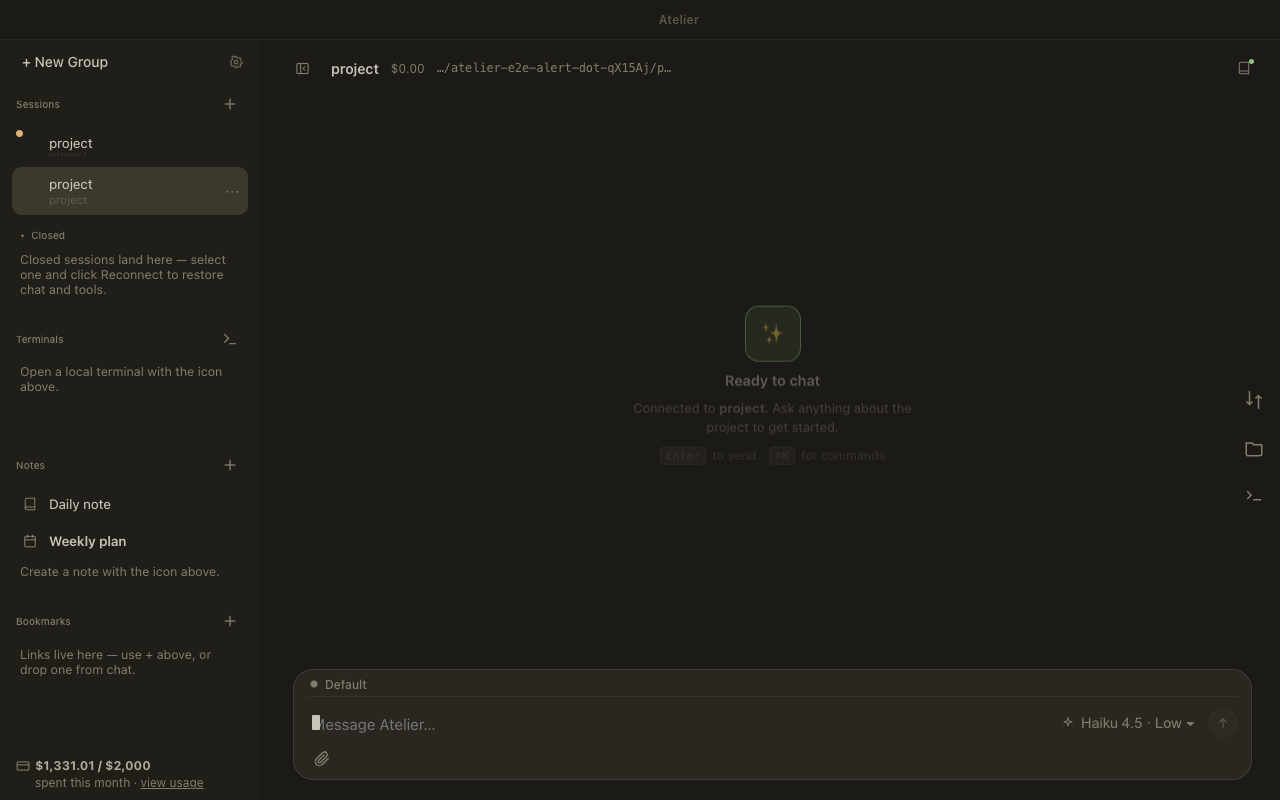 Atelier
+ New Group
Sessions
project
project
project
project
Closed
Closed sessions land here — select
one and click Reconnect to restore
chat and tools.
Terminals
Open a local terminal with the icon
above.
Notes
Daily note
Weekly plan
Create a note with the icon above.
Bookmarks
Links live here — use + above, or
drop one from chat.
$1,331.01 / $2,000
spent this month · view usage
project $0.00 …/atelier-e2e-alert-dot-qX15Aj/p…
Ready to chat
Connected to project. Ask anything about the
project to get started.
Enter to send · ⌘K for commands
Default
Message Atelier…
Haiku 4.5 · Low